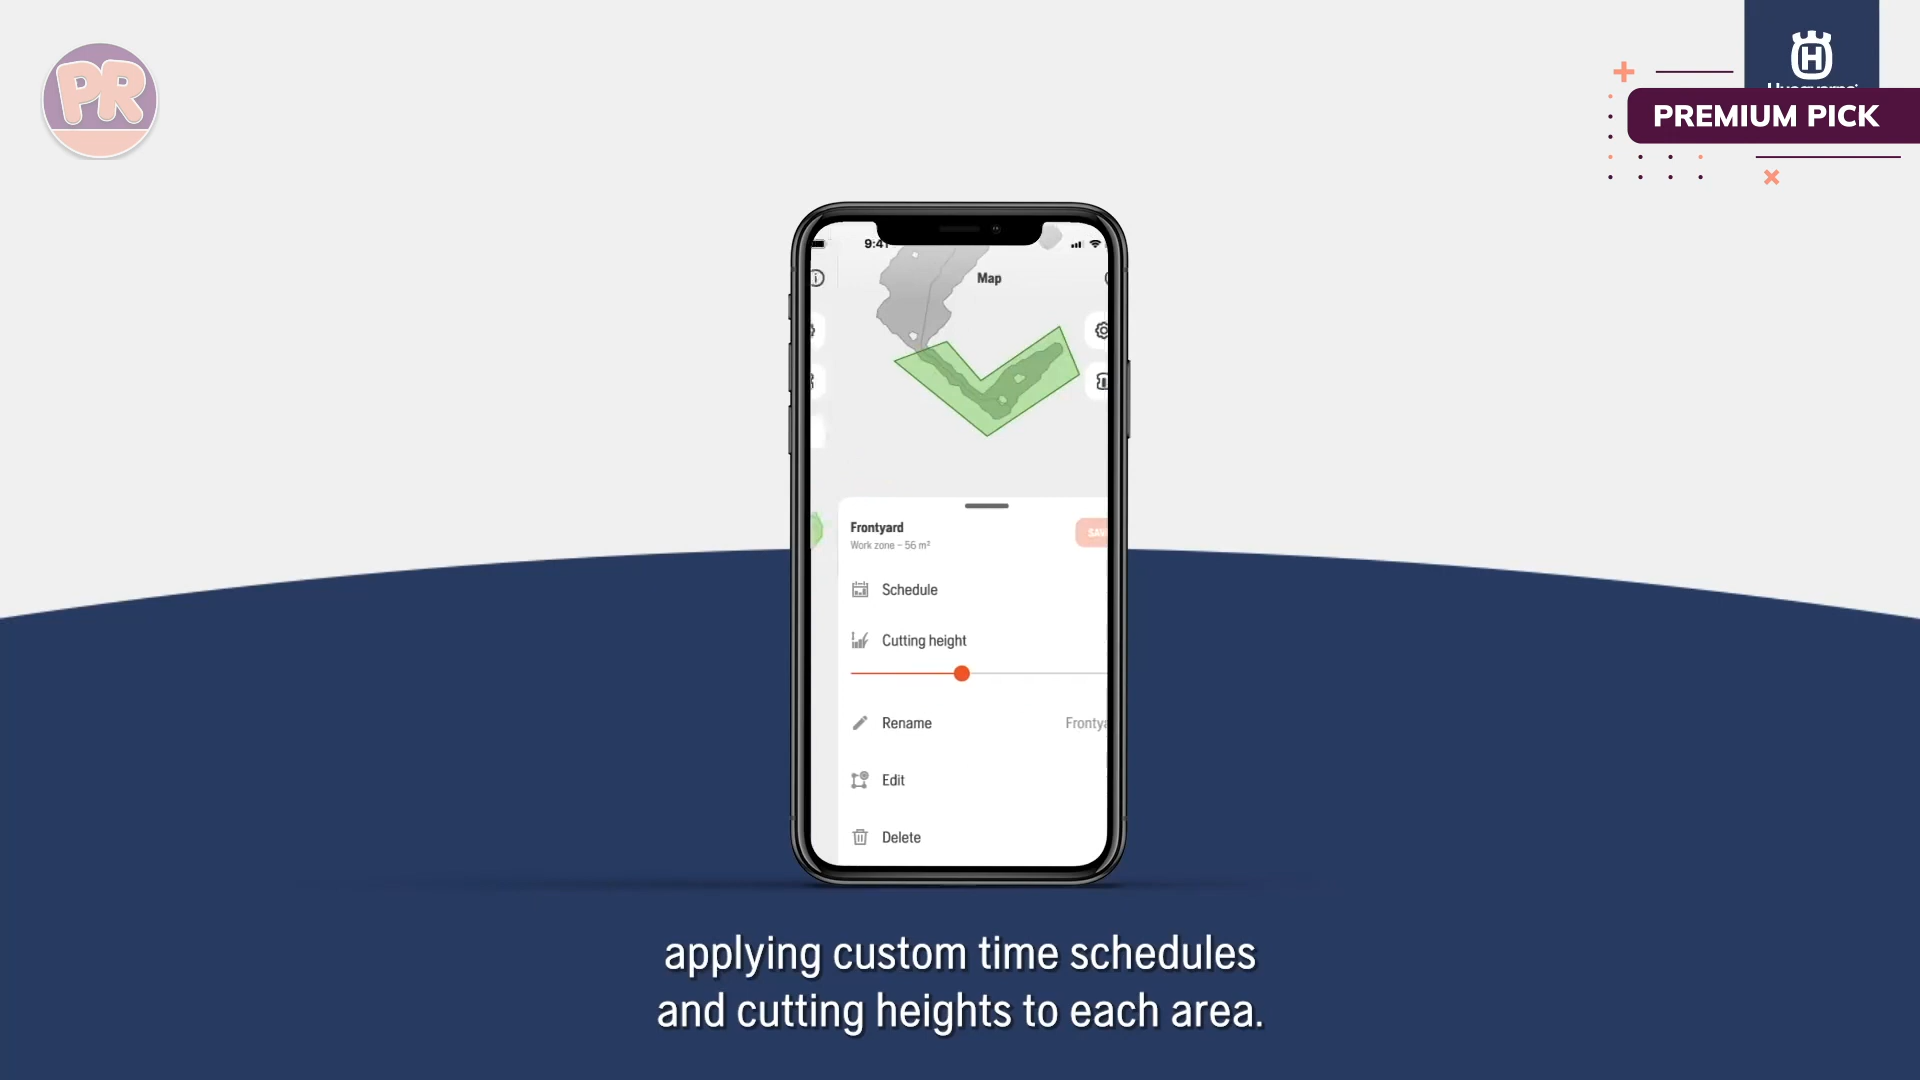 PR
PREMIUM PICK
9:41
Map
Frontyard
Work zone - 56 m²
Schedule
Cutting height
Rename
Edit
Delete
applying custom time schedules
and cutting heights to each area.